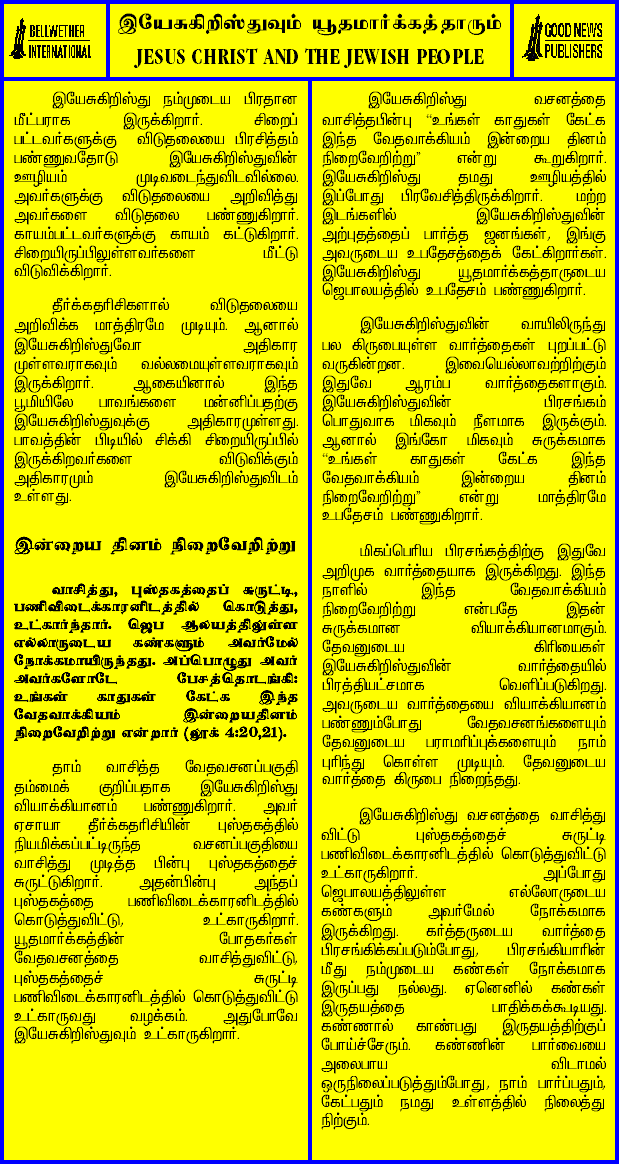 BELLWETHER
INTERNATIONAL
இயேசுகிறிஸ்துவும் யூதமார்க்கத்தாரும்
JESUS CHRIST AND THE JEWISH PEOPLE
GOOD NEWS
PUBLISHERS
இயேசுகிறிஸ்து நம்முடைய பிரதான
மீட்பராக இருக்கிறார். சிறைப்
பட்டவர்களுக்கு விடுதலையை பிரசித்தம்
பண்ணுவதோடு இயேசுகிறிஸ்துவின்
ஊழியம் முடிவடைந்துவிடவில்லை.
அவர்களுக்கு விடுதலையை அறிவித்து
அவர்களை விடுதலை பண்ணுகிறார்.
காயம்பட்டவர்களுக்கு காயம் கட்டுகிறார்.
சிறையிருப்பிலுள்ளவர்களை மீட்டு
விடுவிக்கிறார்.
தீர்க்கதரிசிகளால் விடுதலையை
அறிவிக்க மாத்திரமே முடியும். ஆனால்
இயேசுகிறிஸ்துவோ அதிகார
முள்ளவராகவும் வல்லமையுள்ளவராகவும்
இருக்கிறார். ஆகையினால் இந்த
பூமியிலே பாவங்களை மன்னிப்பதற்கு
இயேசுகிறிஸ்துவுக்கு அதிகாரமுள்ளது.
பாவத்தின் பிடியில் சிக்கி சிறையிருப்பில்
இருக்கிறவர்களை விடுவிக்கும்
அதிகாரமும் இயேசுகிறிஸ்துவிடம்
உள்ளது.
இன்றைய தினம் நிறைவேறிற்று
வாசித்து, புஸ்தகத்தைப் சுருட்டி.,
பணிவிடைக்காரனிடத்தில் கொடுத்து,
உட்கார்ந்தார். ஜெப ஆலயத்திலுள்ள
எல்லாருடைய கண்களும் அவர்மேல்
நோக்கமாயிருந்தது. அப்பொழுது அவர்
அவர்களோடே பேசத்தொடங்கி:
உங்கள் காதுகள் கேட்க இந்த
வேதவாக்கியம் இன்றையதினம்
நிறைவேறிற்று என்றார் (லூக் 4:20,21).
தாம் வாசித்த வேதவசனப்பகுதி
தம்மைக் குறிப்பதாக இயேசுகிறிஸ்து
வியாக்கியானம் பண்ணுகிறார். அவர்
ஏசாயா தீர்க்கதரிசியின் புஸ்தகத்தில்
நியமிக்கப்பட்டிருந்த வசனப்பகுதியை
வாசித்து முடித்த பின்பு புஸ்தகத்தைச்
சுருட்டுகிறார். அதன்பின்பு அந்தப்
புஸ்தகத்தை பணிவிடைக்காரனிடத்தில்
கொடுத்துவிட்டு, உட்காருகிறார்.
யூதமார்க்கத்தின் போதகர்கள்
வேதவசனத்தை வாசித்துவிட்டு,
புஸ்தகத்தைச் சுருட்டி
பணிவிடைக்காரனிடத்தில் கொடுத்துவிட்டு
உட்காருவது வழக்கம். அதுபோவே
இயேசுகிறிஸ்துவும் உட்காருகிறார்.
இயேசுகிறிஸ்து வசனத்தை
வாசித்தபின்பு “உங்கள் காதுகள் கேட்க
இந்த வேதவாக்கியம் இன்றைய தினம்
நிறைவேறிற்று” என்று கூறுகிறார்.
இயேசுகிறிஸ்து தமது ஊழியத்தில்
இப்போது பிரவேசித்திருக்கிறார். மற்ற
இடங்களில் இயேசுகிறிஸ்துவின்
அற்புதத்தைப் பார்த்த ஜனங்கள், இங்கு
அவருடைய உபதேசத்தைக் கேட்கிறார்கள்.
இயேசுகிறிஸ்து யூதமார்க்கத்தாருடைய
ஜெபாலயத்தில் உபதேசம் பண்ணுகிறார்.
இயேசுகிறிஸ்துவின் வாயிலிருந்து
பல கிருபையுள்ள வார்த்தைகள் புறப்பட்டு
வருகின்றன. இவையெல்லாவற்றிற்கும்
இதுவே ஆரம்ப வார்த்தைகளாகும்.
இயேசுகிறிஸ்துவின் பிரசங்கம்
பொதுவாக மிகவும் நீளமாக இருக்கும்.
ஆனால் இங்கோ மிகவும் சுருக்கமாக
“உங்கள் காதுகள் கேட்க இந்த
வேதவாக்கியம் இன்றைய தினம்
நிறைவேறிற்று” என்று மாத்திரமே
உபதேசம் பண்ணுகிறார்.
மிகப்பெரிய பிரசங்கத்திற்கு இதுவே
அறிமுக வார்த்தையாக இருக்கிறது. இந்த
நாளில் இந்த வேதவாக்கியம்
நிறைவேறிற்று என்பதே இதன்
சுருக்கமான வியாக்கியானமாகும்.
தேவனுடைய கிரியைகள்
இயேசுகிறிஸ்துவின் வார்த்தையில்
பிரத்தியட்சமாக வெளிப்படுகிறது.
அவருடைய வார்த்தையை வியாக்கியானம்
பண்ணும்போது வேதவசனங்களையும்
தேவனுடைய பராமரிப்புக்களையும் நாம்
புரிந்து கொள்ள முடியும். தேவனுடைய
வார்த்தை கிருபை நிறைந்தது.
இயேசுகிறிஸ்து வசனத்தை வாசித்து
விட்டு புஸ்தகத்தைச் சுருட்டி
பணிவிடைக்காரனிடத்தில் கொடுத்துவிட்டு
உட்காருகிறார். அப்போது
ஜெபாலயத்திலுள்ள எல்லோருடைய
கண்களும் அவர்மேல் நோக்கமாக
இருக்கிறது. கர்த்தருடைய வார்த்தை
பிரசங்கிக்கப்படும்போது, பிரசங்கியாரின்
மீது நம்முடைய கண்கள் நோக்கமாக
இருப்பது நல்லது. ஏனெனில் கண்கள்
இருதயத்தை பாதிக்கக்கூடியது.
கண்ணால் காண்பது இருதயத்திற்குப்
போய்ச்சேரும். கண்ணின் பார்வையை
அலைபாய விடாமல்
ஒருநிலைப்படுத்தும்போது, நாம் பார்ப்பதும்,
கேட்பதும் நமது உள்ளத்தில் நிலைத்து
நிற்கும்.